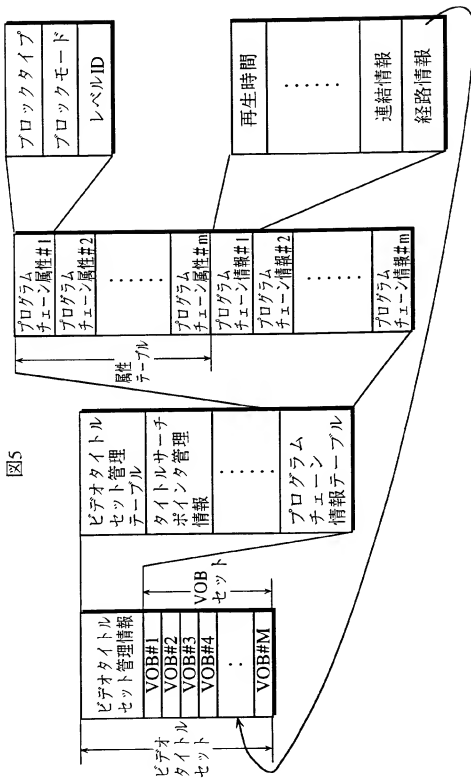 図5
ビデオ
タイトル
セット
ビデオタイトル
セット管理情報
VOB#1
VOB#2
VOB#3
VOB#4
:
VOB#M
VOB
セット
ビデオタイトル
セット管理
テーブル
タイトルサーチ
ポインタ管理
情報
......
プログラム
チェーン
情報テーブル
属性
テーブル
プログラム
チェーン属性#1
プログラム
チェーン属性#2
......
プログラム
チェーン属性#m
プログラム
チェーン情報#1
プログラム
チェーン情報#2
......
プログラム
チェーン情報#m
ブロックタイプ
ブロックモード
レベルID
再生時間
......
連結情報
経路情報